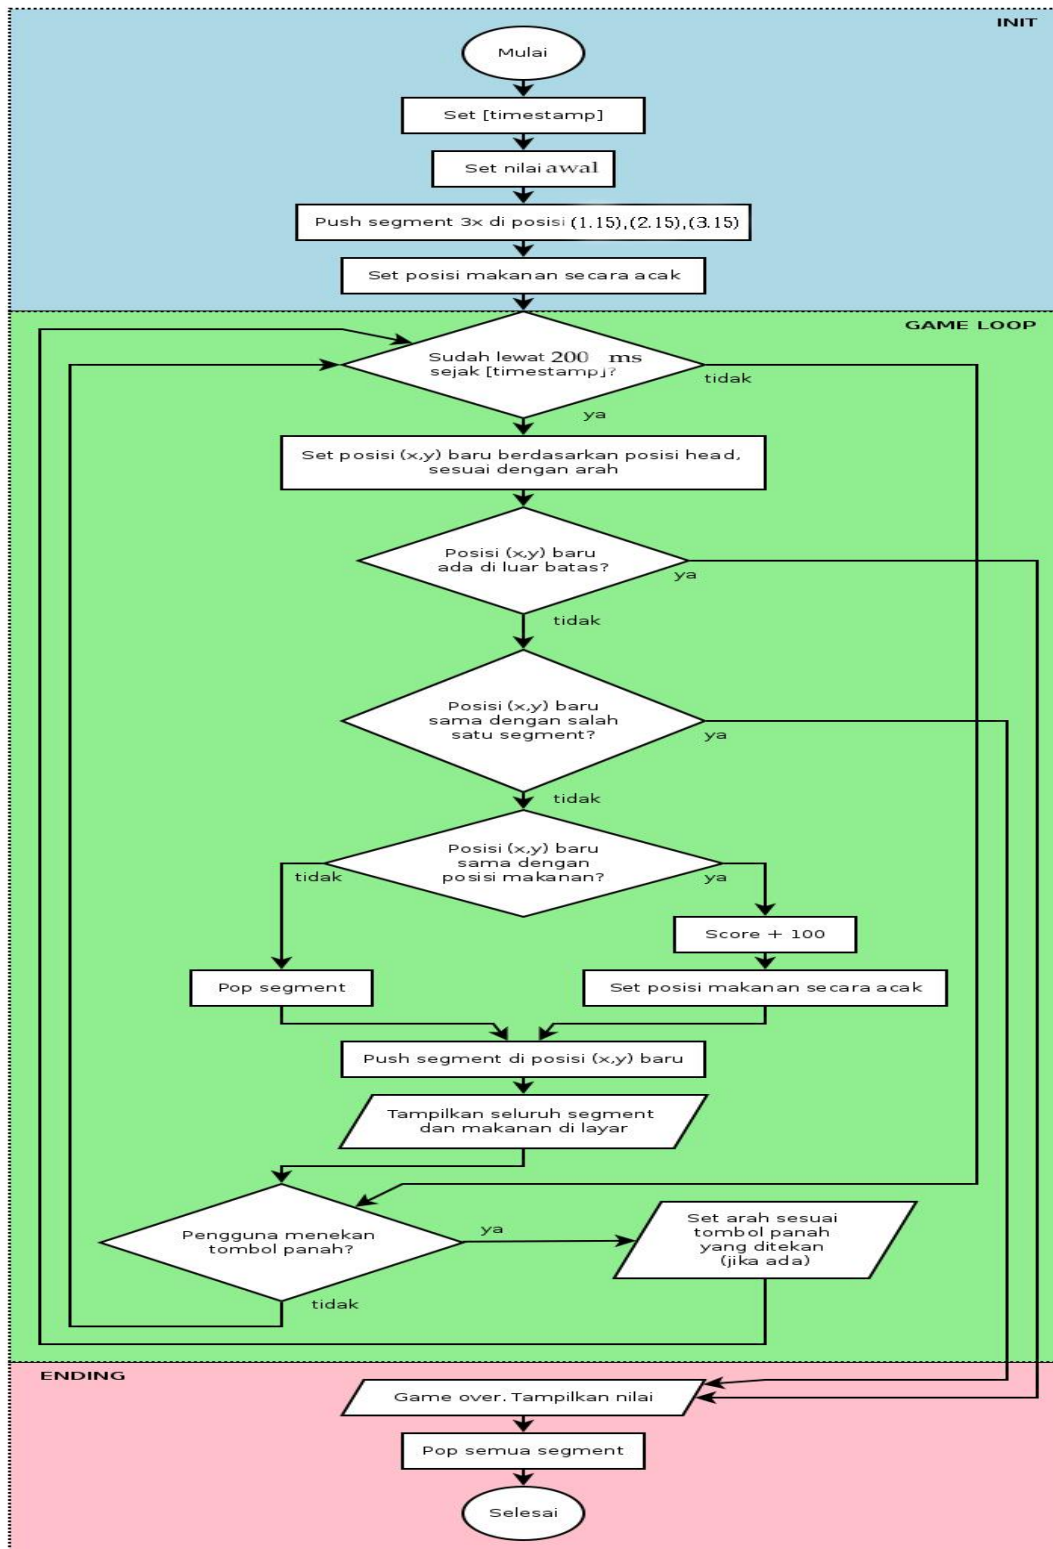 INIT
Mulai
Set [timestamp]
Set nilai awal
Push segment 3x di posisi (1.15),(2.15),(3.15)
Set posisi makanan secara acak
GAME LOOP
Sudah lewat 200 ms
sejak [timestamp]?
tidak
ya
Set posisi (x,y) baru berdasarkan posisi head,
sesuai dengan arah
Posisi (x,y) baru
ada di luar batas?
ya
tidak
Posisi (x,y) baru
sama dengan salah
satu segment?
ya
tidak
Posisi (x,y) baru
sama dengan
posisi makanan?
tidak
ya
Score + 100
Pop segment
Set posisi makanan secara acak
Push segment di posisi (x,y) baru
Tampilkan seluruh segment
dan makanan di layar
Pengguna menekan
tombol panah?
ya
Set arah sesuai
tombol panah
yang ditekan
(jika ada)
tidak
ENDING
Game over. Tampilkan nilai
Pop semua segment
Selesai